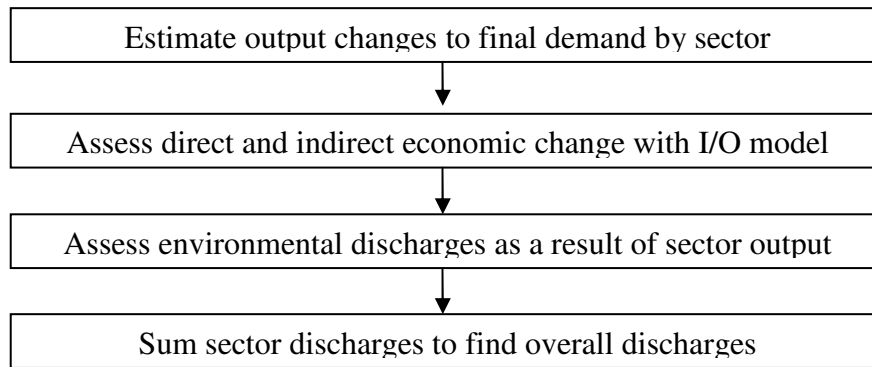 Estimate output changes to final demand by sector
Assess direct and indirect economic change with I/O model
Assess environmental discharges as a result of sector output
Sum sector discharges to find overall discharges